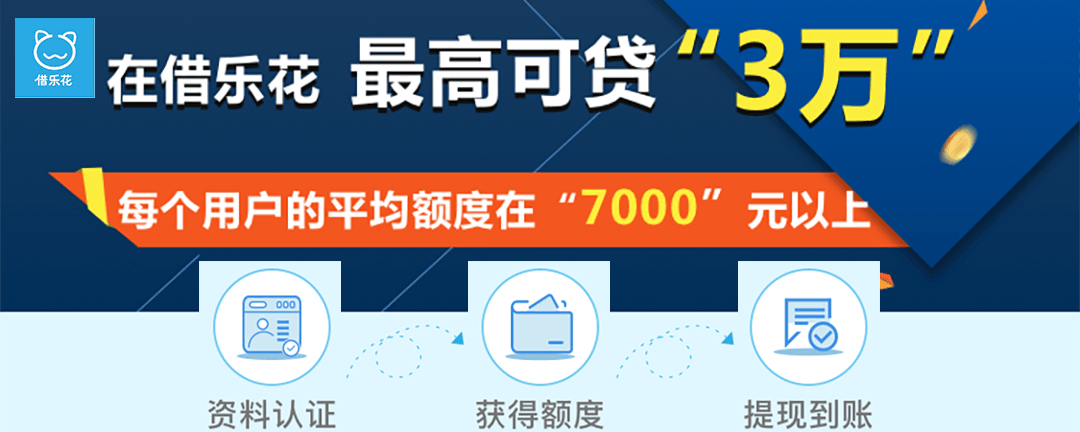 借乐花
在借乐花 最高可贷“3万”
每个用户的平均额度在“7000”元以上
资料认证 获得额度 提现到账